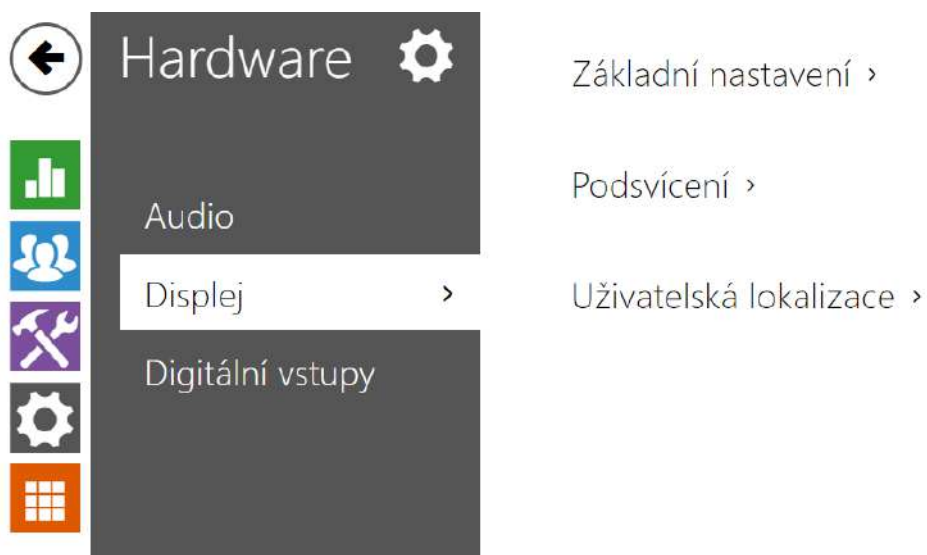 Hardware
Audio
Displej
Digitální vstupy
Základní nastavení
Podsvícení
Uživatelská lokalizace